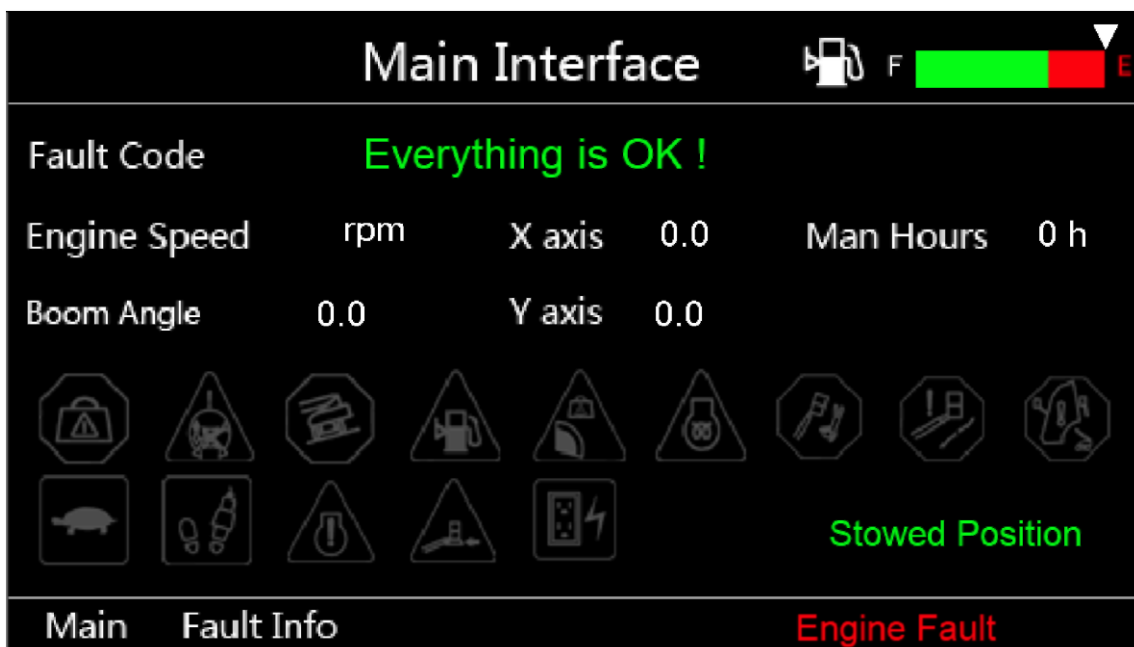 Main Interface F E
Fault Code Everything is OK !
Engine Speed rpm X axis 0.0 Man Hours 0 h
Boom Angle 0.0 Y axis 0.0
Stowed Position
Main Fault Info Engine Fault